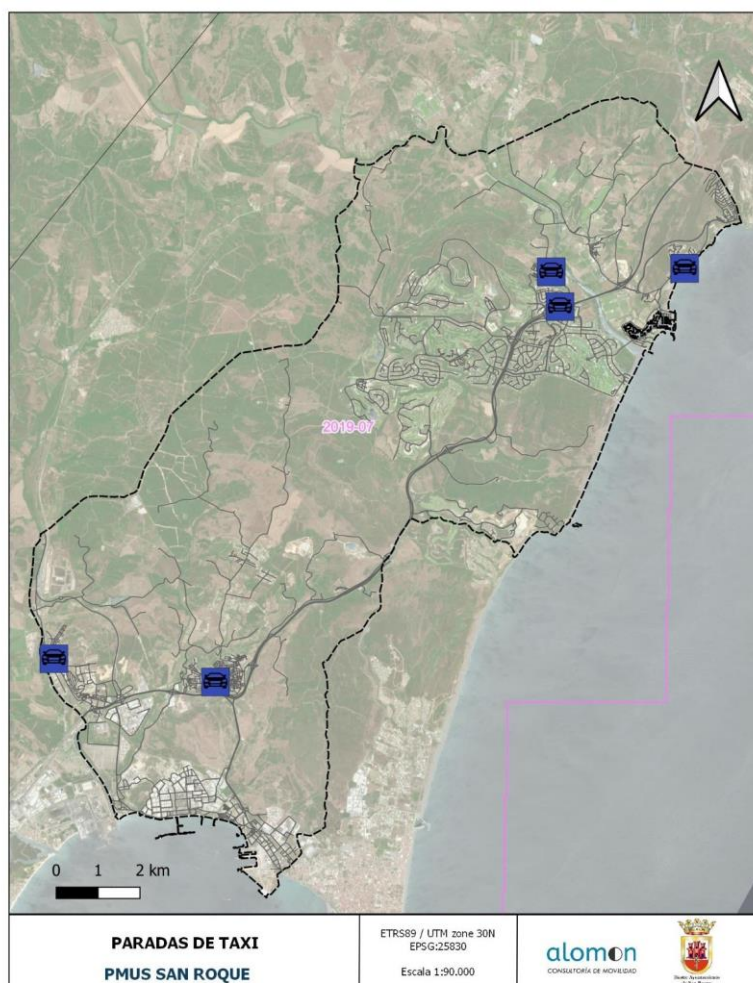 2019-07
0 1 2 km
PARADAS DE TAXI
PMUS SAN ROQUE
ETRS89 / UTM zone 30N
EPSG:25830
Escala 1:90.000
alomon
CONSULTORÍA DE MOVILIDAD